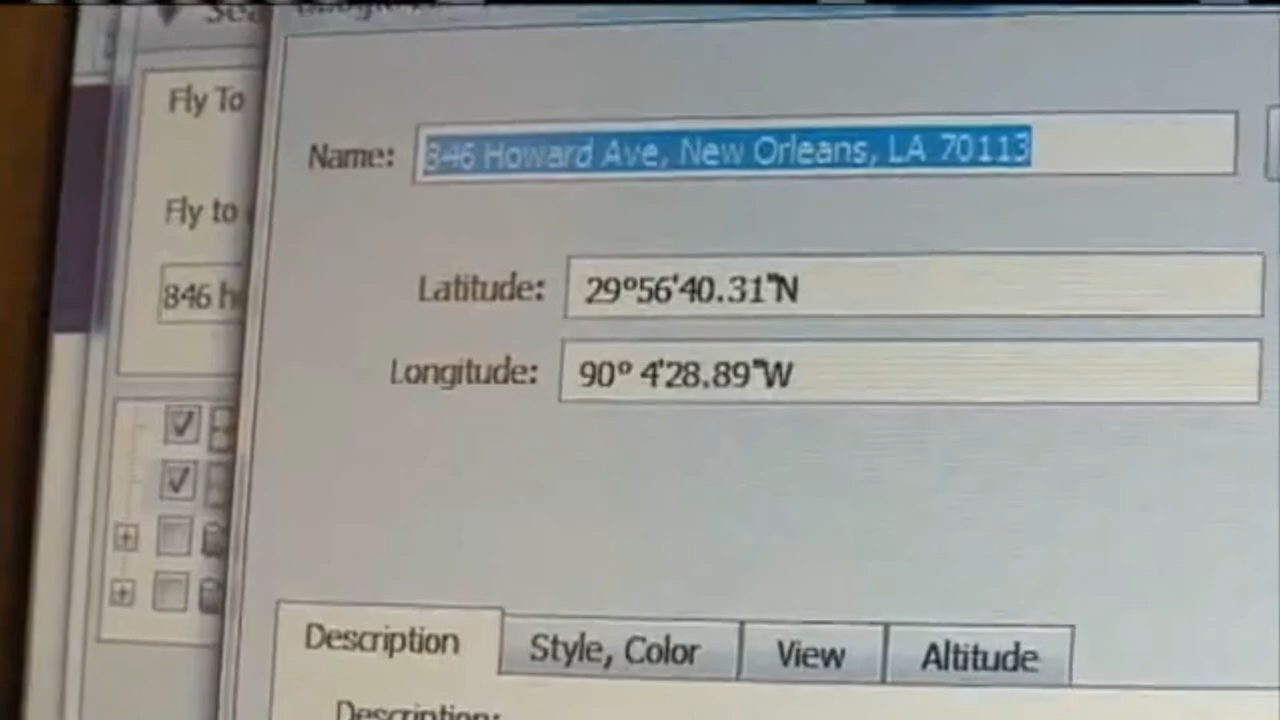 Fly To
Name: 846 Howard Ave, New Orleans, LA 70113
Fly to
846 h
Latitude: 29°56'40.31"N
Longitude: 90° 4'28.89"W
Description
Style, Color
View
Altitude
Description: